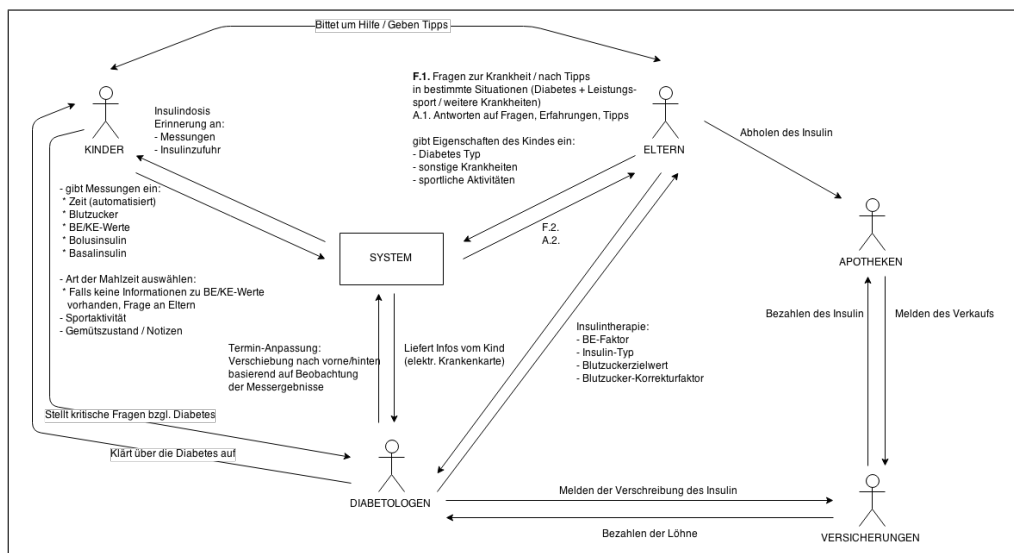 Bittet um Hilfe / Geben Tipps
F.1. Fragen zur Krankheit / nach Tipps
in bestimmte Situationen (Diabetes + Leistungs-
sport / weitere Krankheiten)
A.1. Antworten auf Fragen, Erfahrungen, Tipps
gibt Eigenschaften des Kindes ein:
- Diabetes Typ
- sonstige Krankheiten
- sportliche Aktivitäten
KINDER
Insulindosis
Erinnerung an:
- Messungen
- Insulinzufuhr
ELTERN
Abholen des Insulin
- gibt Messungen ein:
* Zeit (automatisiert)
* Blutzucker
* BE/KE-Werte
* Bolusinsulin
* Basalinsulin
- Art der Mahlzeit auswählen:
* Falls keine Informationen zu BE/KE-Werte
vorhanden, Frage an Eltern
- Sportaktivität
- Gemütszustand / Notizen
F.2.
A.2.
SYSTEM
APOTHEKEN
Bezahlen des Insulin
Melden des Verkaufs
Termin-Anpassung:
Verschiebung nach vorne/hinten
basierend auf Beobachtung
der Messergebnisse
Liefert Infos vom Kind
(elektr. Krankenkarte)
Insulintherapie:
- BE-Faktor
- Insulin-Typ
- Blutzuckerzielwert
- Blutzucker-Korrekturfaktor
Stellt kritische Fragen bzgl. Diabetes
Klärt über die Diabetes auf
DIABETOLOGEN
Melden der Verschreibung des Insulin
Bezahlen der Löhne
VERSICHERUNGEN